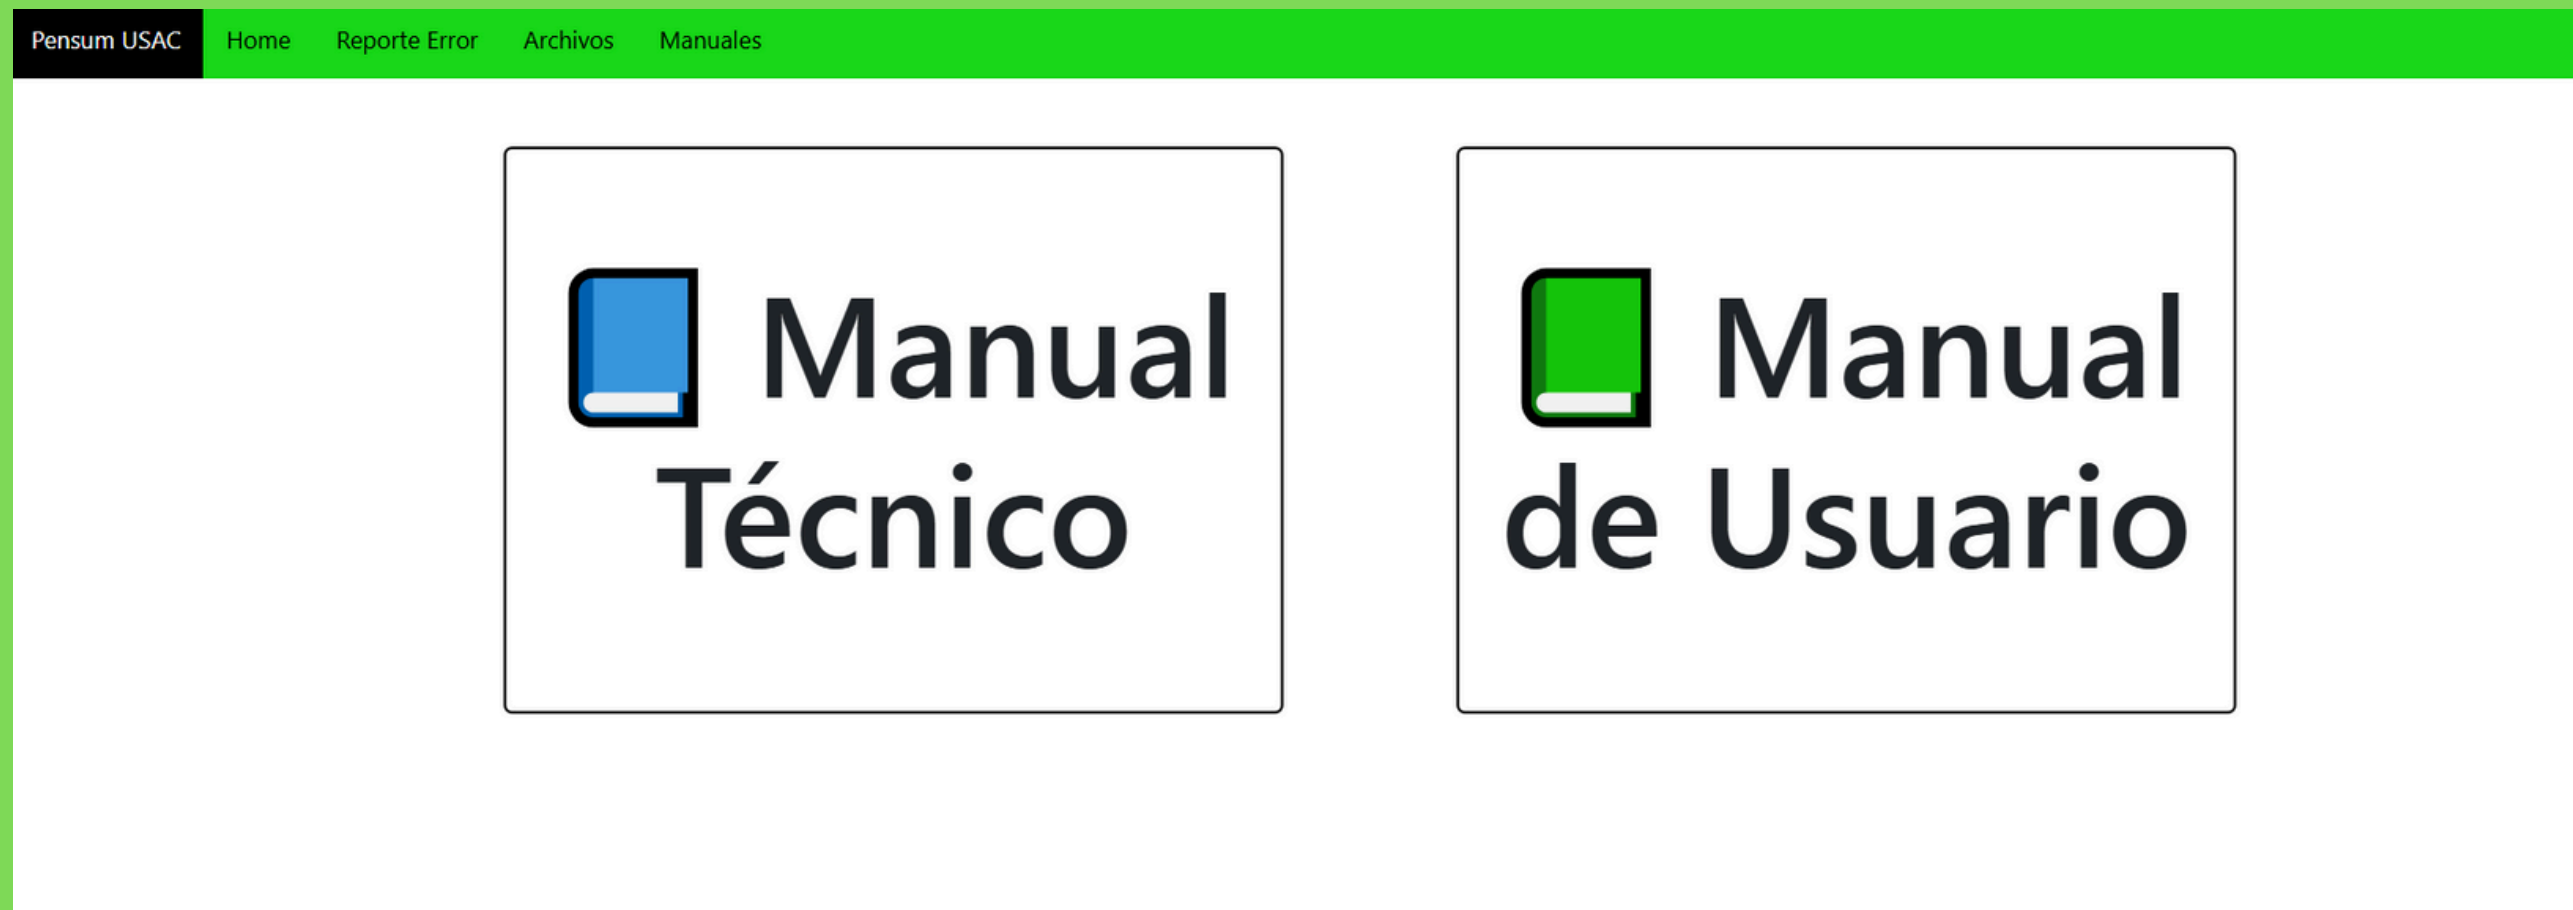 Pensum USAC Home Reporte Error Archivos Manuales
Manual
Técnico
Manual
de Usuario